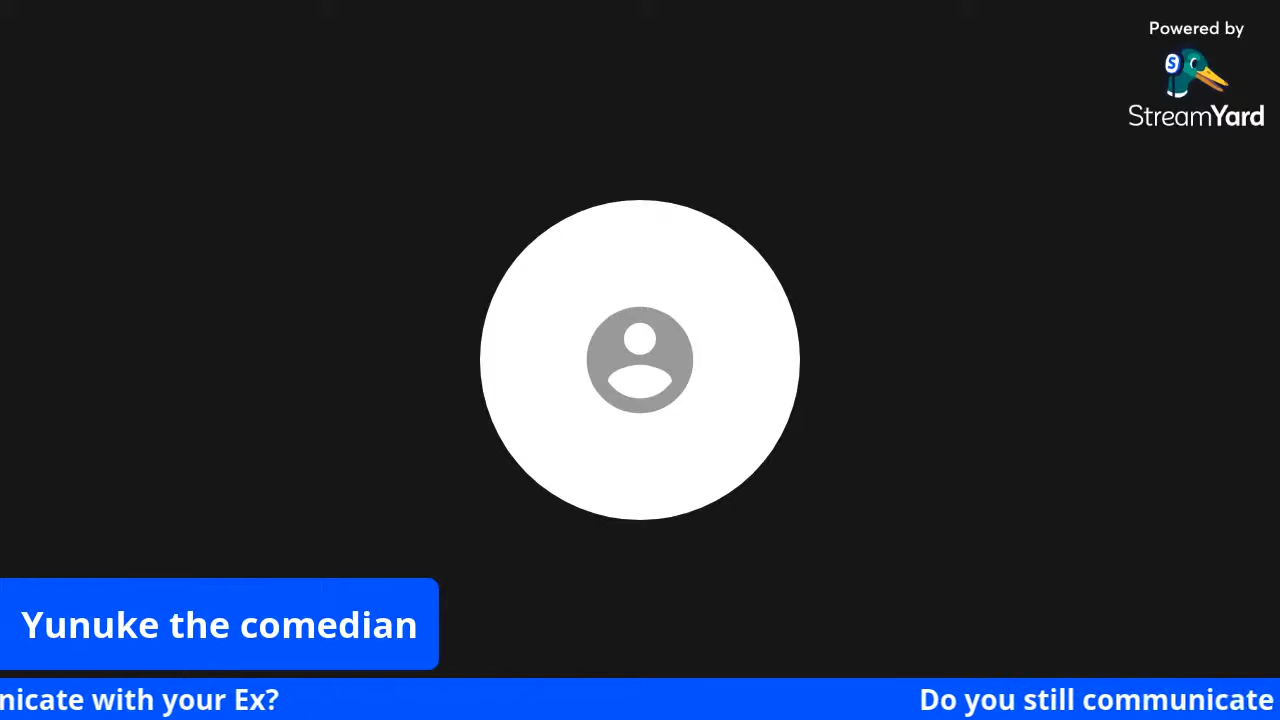 Powered by
S
StreamYard
Yunuke the comedian
nicate with your Ex? Do you still communicate